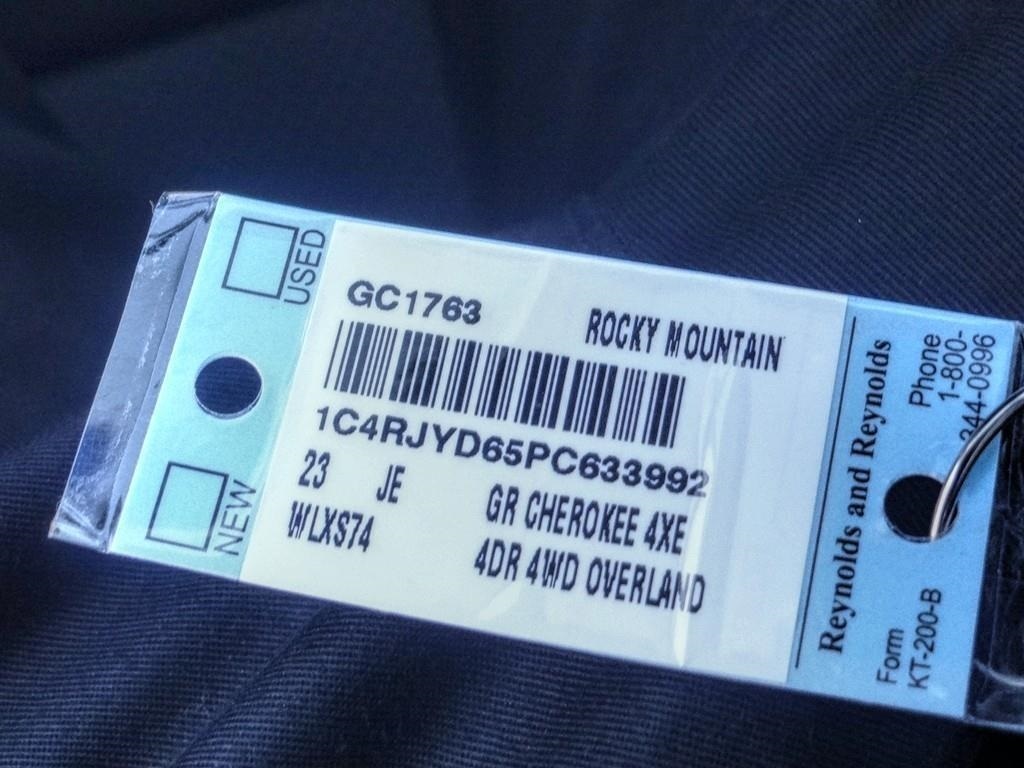 USED
NEW
GC1763
ROCKY MOUNTAIN
1C4RJYD65PC633992
23 JE GR CHEROKEE 4XE
WLXS74 4DR 4WD OVERLAND
Reynolds and Reynolds
Phone
1-800-
344-0996
Form
KT-200-B